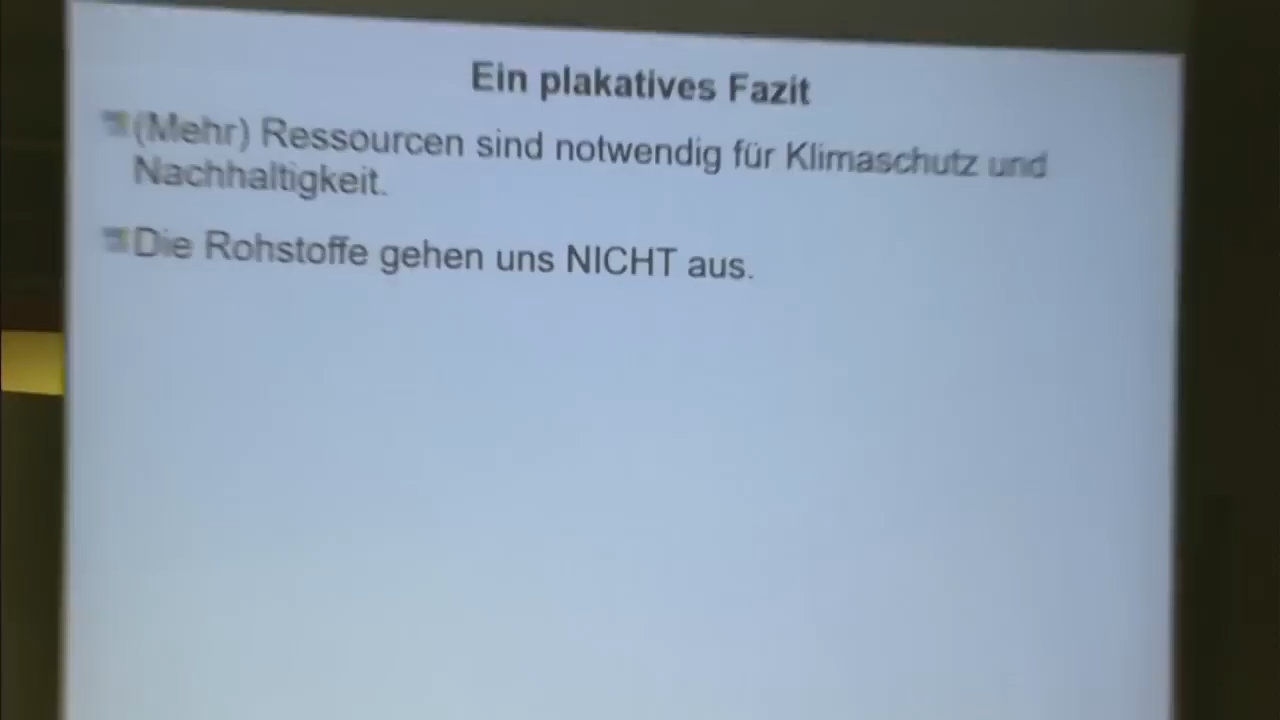 Ein plakatives Fazit
(Mehr) Ressourcen sind notwendig für Klimaschutz und
Nachhaltigkeit.
Die Rohstoffe gehen uns NICHT aus.